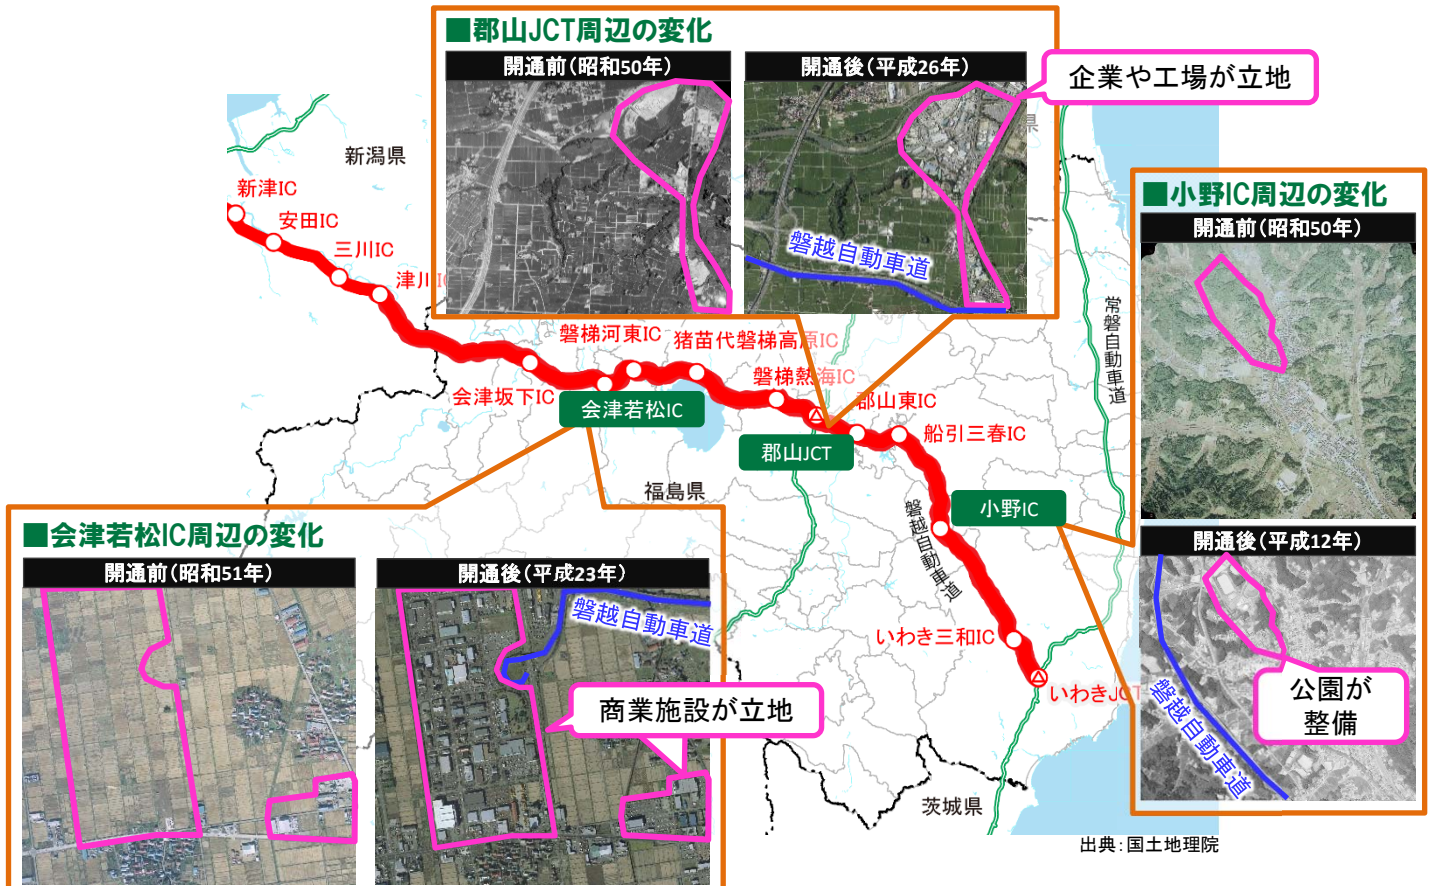 ■郡山JCT周辺の変化
開通前(昭和50年)
開通後(平成26年)
企業や工場が立地
磐越自動車道
新潟県
新津IC
安田IC
三川IC
津川IC
磐梯河東IC
猪苗代磐梯高原IC
会津坂下IC
会津若松IC
磐梯熱海IC
郡山東IC
郡山JCT
船引三春IC
福島県
小野IC
磐越自動車道
常磐自動車道
いわき三和IC
いわきJCT
茨城県
■小野IC周辺の変化
開通前(昭和50年)
開通後(平成12年)
磐越自動車道
公園が
整備
■会津若松IC周辺の変化
開通前(昭和51年)
開通後(平成23年)
磐越自動車道
商業施設が立地
出典:国土地理院